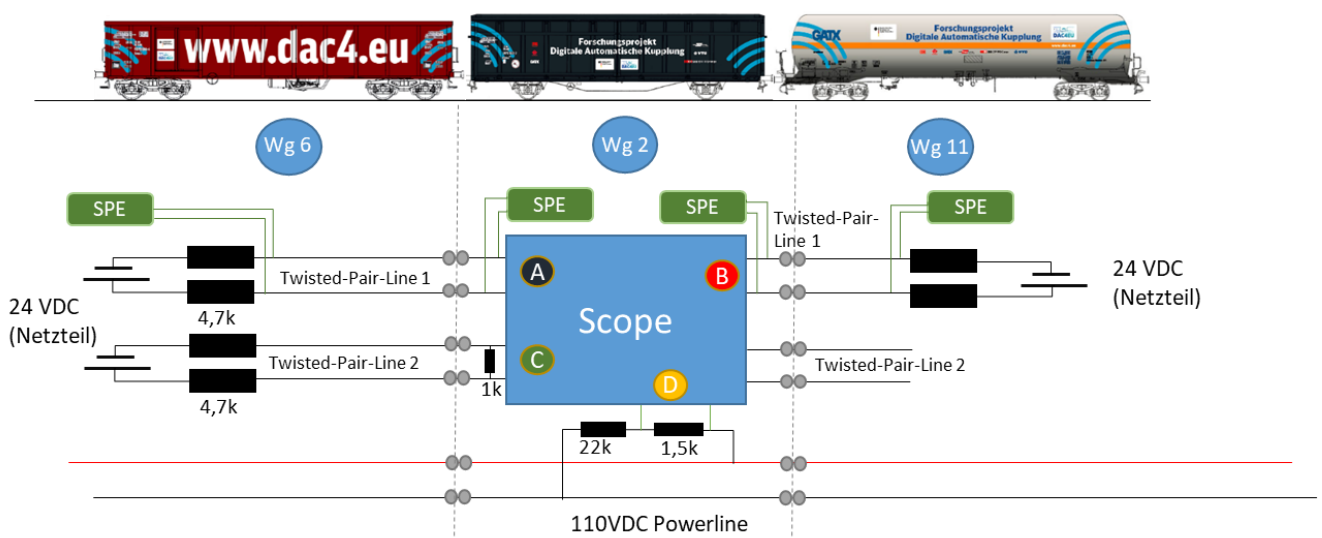 www.dac4.eu
Forschungsprojekt
Digitale Automatische Kupplung
GATX
Forschungsprojekt
Digitale Automatische Kupplung
DAC4EU
Wg 6
Wg 2
Wg 11
SPE
SPE
SPE
SPE
Twisted-Pair-
Line 1
Twisted-Pair-Line 1
A
B
24 VDC
(Netzteil)
24 VDC
(Netzteil)
4,7k
Scope
Twisted-Pair-Line 2
C
1k
D
Twisted-Pair-Line 2
4,7k
22k
1,5k
110VDC Powerline